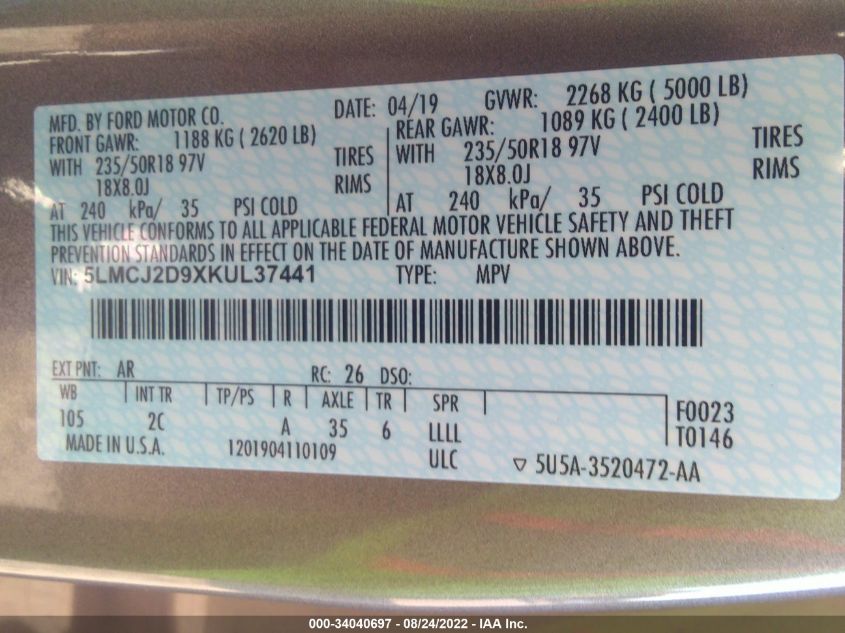 MFD. BY FORD MOTOR CO. DATE: 04/19 GVWR: 2268 KG ( 5000 LB)
FRONT GAWR: 1188 KG ( 2620 LB) REAR GAWR: 1089 KG ( 2400 LB)
WITH 235/50R18 97V TIRES WITH 235/50R18 97V TIRES
18X8.0J RIMS 18X8.0J RIMS
AT 240 kPa/ 35 PSI COLD AT 240 kPa/ 35 PSI COLD
THIS VEHICLE CONFORMS TO ALL APPLICABLE FEDERAL MOTOR VEHICLE SAFETY AND THEFT
PREVENTION STANDARDS IN EFFECT ON THE DATE OF MANUFACTURE SHOWN ABOVE.
VIN: 5LMCJ2D9XKUL37441 TYPE: MPV
EXT PNT: AR RC: 26 DSO:
WB INT TR TP/PS R AXLE TR SPR F0023
105 2C A 35 6 LLLL T0146
MADE IN U.S.A. 1201904110109 ULC ▽ 5U5A-3520472-AA
000-34040697 - 08/24/2022 - IAA Inc.